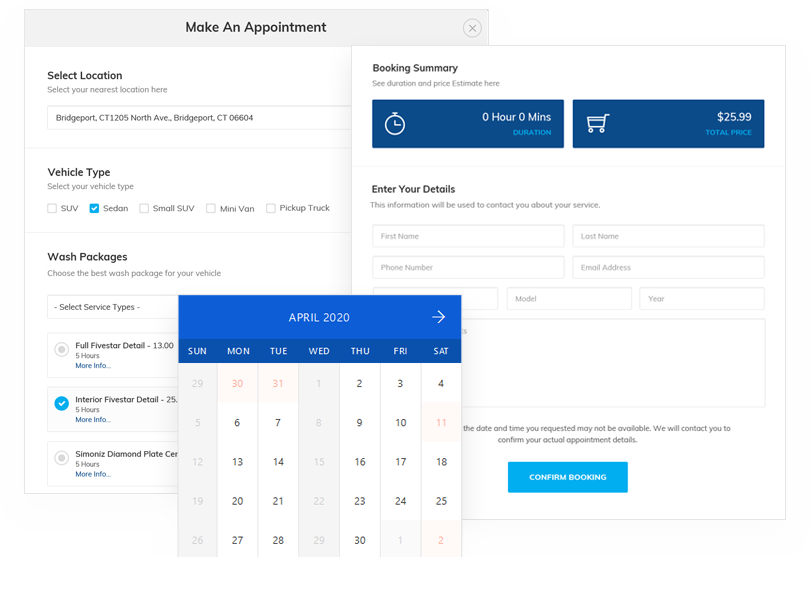 Make An Appointment
Select Location
Select your nearest location here
Bridgeport, CT1205 North Ave., Bridgeport, CT 06604
Vehicle Type
Select your vehicle type
SUV Sedan Small SUV Mini Van Pickup Truck
Wash Packages
Choose the best wash package for your vehicle
- Select Service Types -
Full Fivestar Detail - 13.00
5 Hours
More Info...
Interior Fivestar Detail - 25.
5 Hours
More Info...
Simoniz Diamond Plate
5 Hours
More Info...
Booking Summary
See duration and price Estimate here
0 Hour 0 Mins
DURATION
$25.99
TOTAL PRICE
Enter Your Details
This information will be used to contact you about your service.
First Name Last Name
Phone Number Email Address
Model Year
the date and time you requested may not be available. We will contact you to
confirm your actual appointment details.
CONFIRM BOOKING
APRIL 2020
SUN MON TUE WED THU FRI SAT
29 30 31 1 2 3 4
5 6 7 8 9 10 11
12 13 14 15 16 17 18
19 20 21 22 23 24 25
26 27 28 29 30 1 2